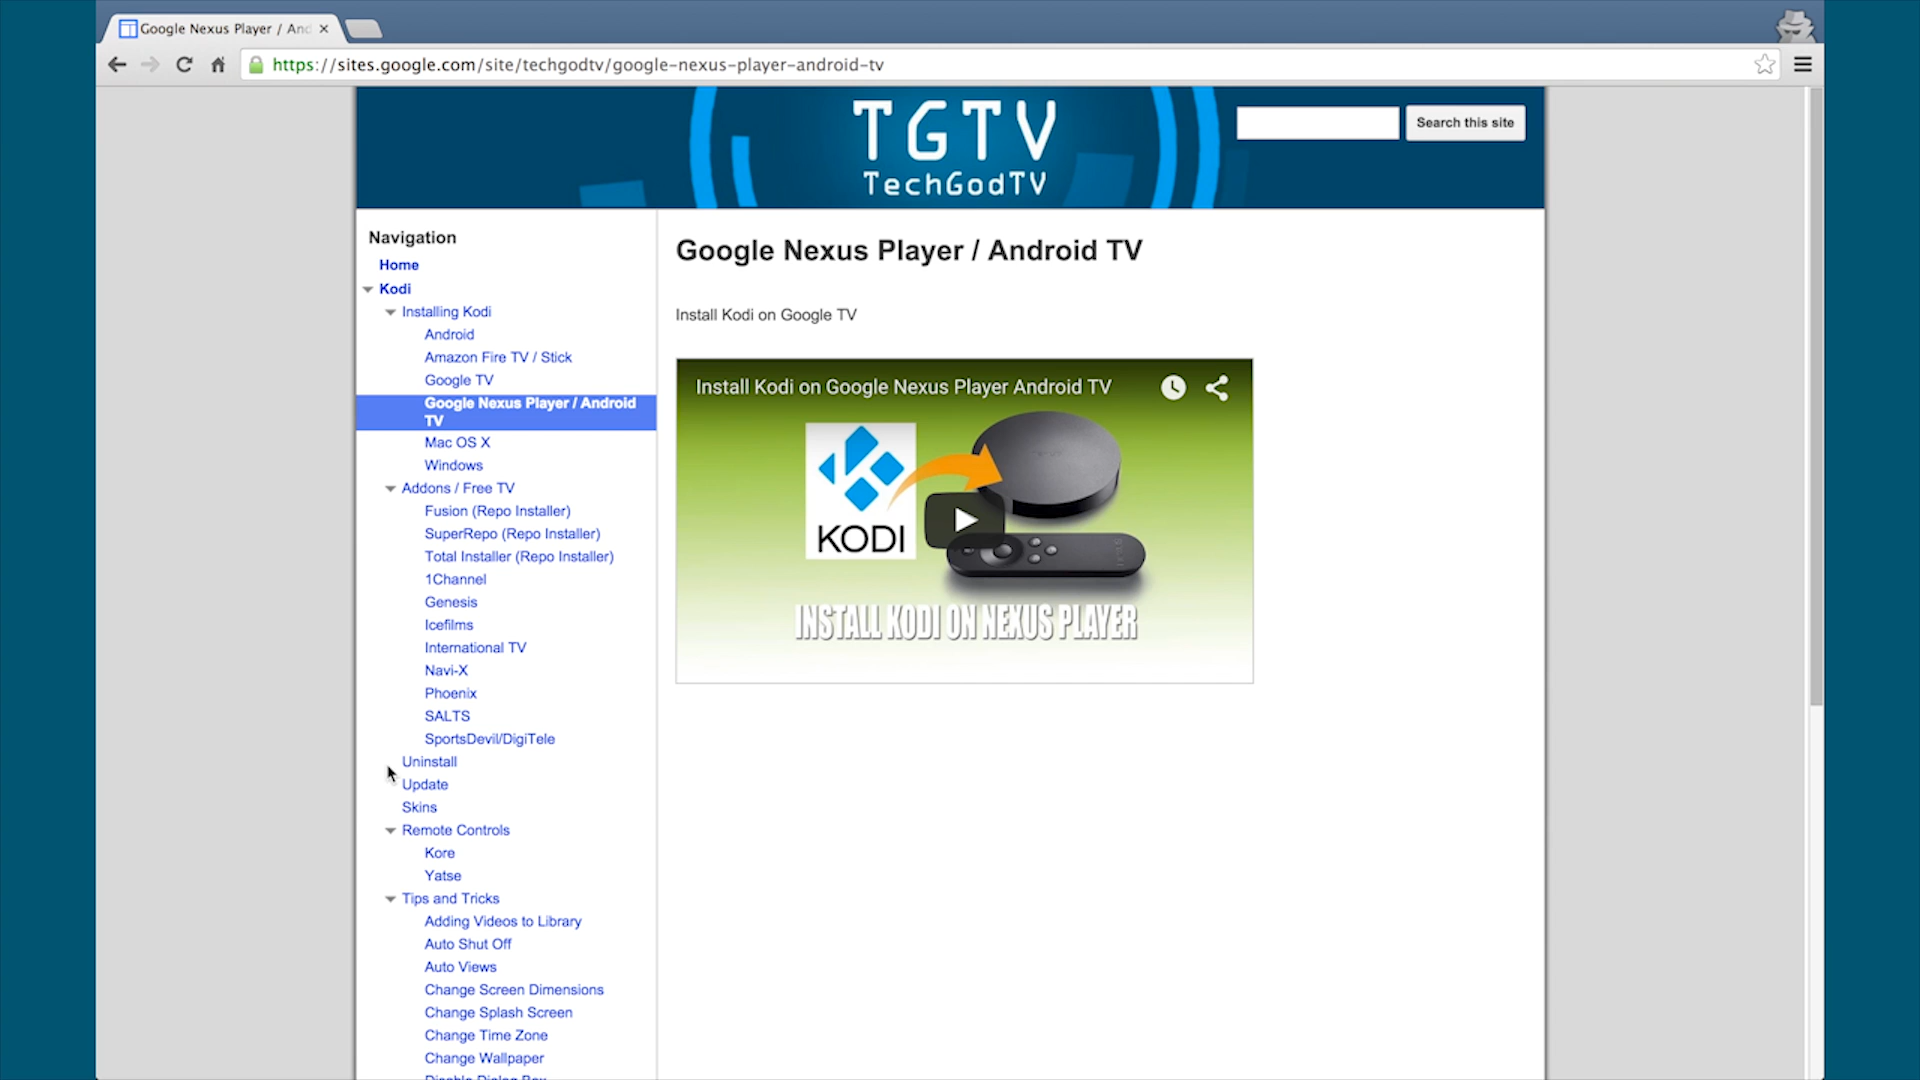 Google Nexus Player / And
https://sites.google.com/site/techgodtv/google-nexus-player-android-tv
TGTV
TechGodTV
Search this site
Navigation
Home
Kodi
Installing Kodi
Android
Amazon Fire TV / Stick
Google TV
Google Nexus Player / Android
TV
Mac OS X
Windows
Addons / Free TV
Fusion (Repo Installer)
SuperRepo (Repo Installer)
Total Installer (Repo Installer)
1Channel
Genesis
Icefilms
International TV
Navi-X
Phoenix
SALTS
SportsDevil/DigiTele
Uninstall
Update
Skins
Remote Controls
Kore
Yatse
Tips and Tricks
Adding Videos to Library
Auto Shut Off
Auto Views
Change Screen Dimensions
Change Splash Screen
Change Time Zone
Change Wallpaper
Google Nexus Player / Android TV
Install Kodi on Google TV
Install Kodi on Google Nexus Player Android TV
KODI
INSTALL KODI ON NEXUS PLAYER